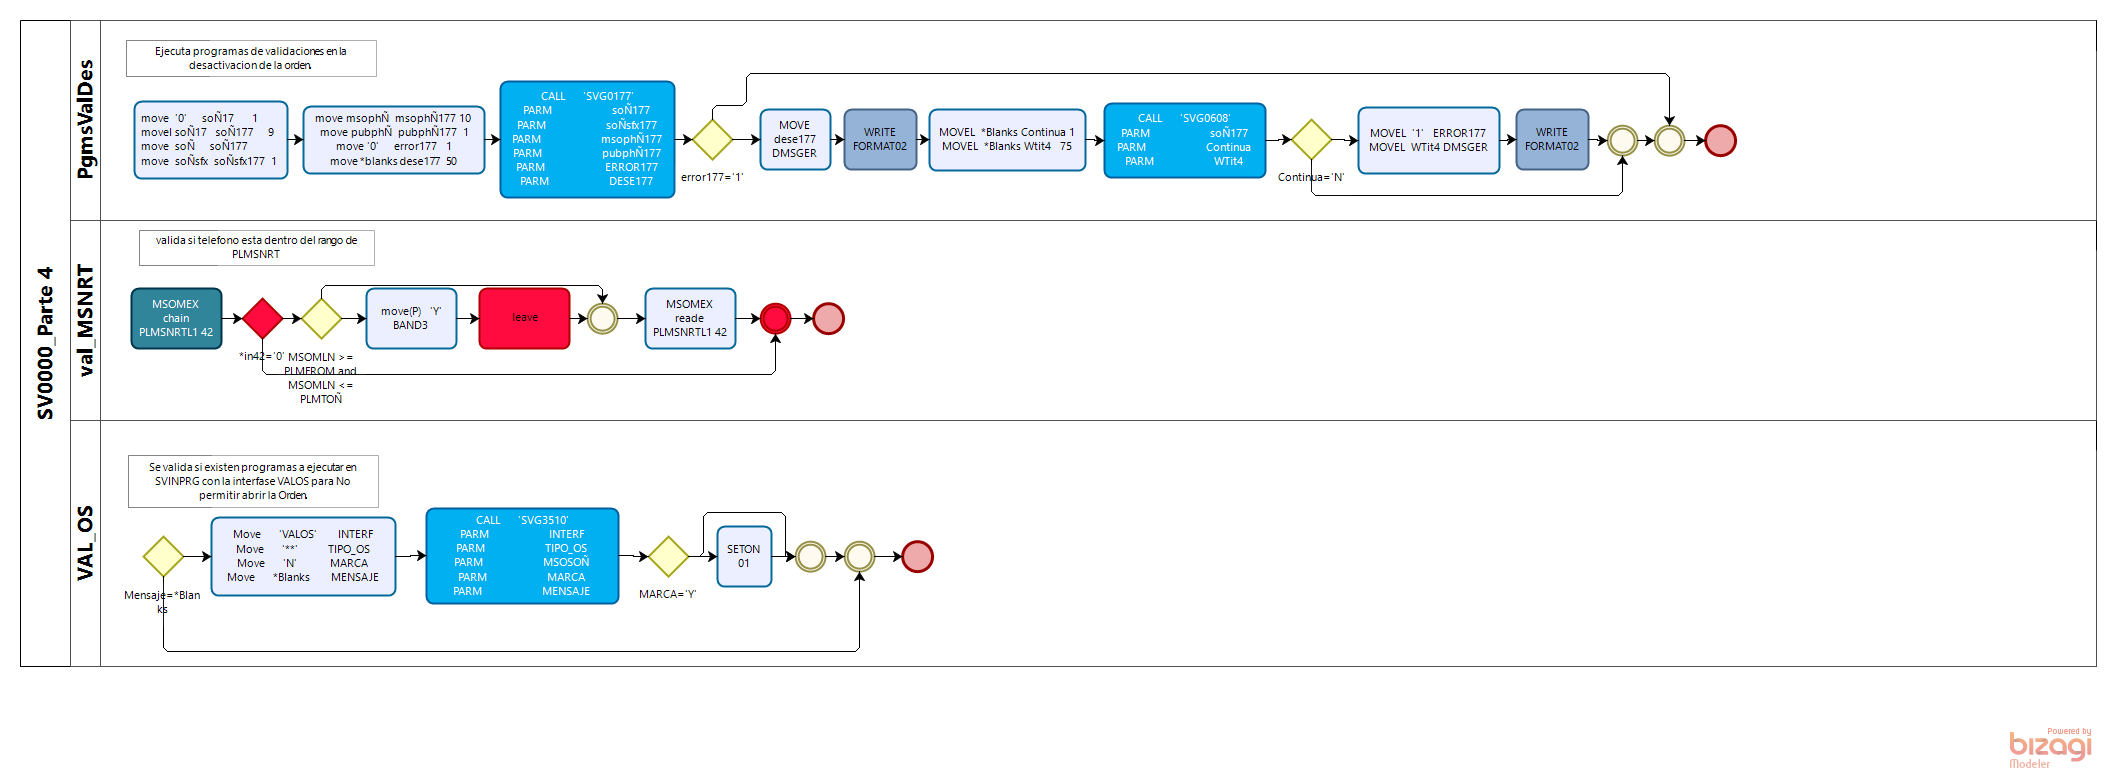 SV0000_Parte 4
PgmsValDes
Ejecuta programas de validaciones en la
desactivacion de la orden.
move '0' soÑ17 1
movel soÑ17 soÑ177 9
move soÑ soÑ177
move soÑsfx soÑsfx177 1
move msophÑ msophÑ177 10
move pubphÑ pubphÑ177 1
move '0' error177 1
move *blanks dese177 50
CALL 'SVG0177'
PARM soÑ177
PARM soÑsfx177
PARM msophÑ177
PARM pubphÑ177
PARM ERROR177
PARM DESE177
error177='1'
MOVE
dese177
DMSGER
WRITE
FORMAT02
MOVEL *Blanks Continua 1
MOVEL *Blanks Wtit4 75
CALL 'SVG0608'
PARM soÑ177
PARM Continua
PARM WTit4
Continua='N'
MOVEL '1' ERROR177
MOVEL WTit4 DMSGER
WRITE
FORMAT02
val_MSNRT
valida si telefono esta dentro del rango de
PLMSNRT
MSOMEX
chain
PLMSNRTL1 42
*in42='0'
MSOMLN >=
PLMFROM and
MSOMLN <=
PLMTOÑ
move(P) 'Y'
BAND3
leave
MSOMEX
reade
PLMSNRTL1 42
VAL_OS
Se valida si existen programas a ejecutar en
SVINPRG con la interfase VALOS para No
permitir abrir la Orden.
Mensaje=*Blan
ks
Move 'VALOS' INTERF
Move '**' TIPO_OS
Move 'N' MARCA
Move *Blanks MENSAJE
CALL 'SVG3510'
PARM INTERF
PARM TIPO_OS
PARM MSOSOÑ
PARM MARCA
PARM MENSAJE
MARCA='Y'
SETON
01
Powered by
bizagi
Modeler